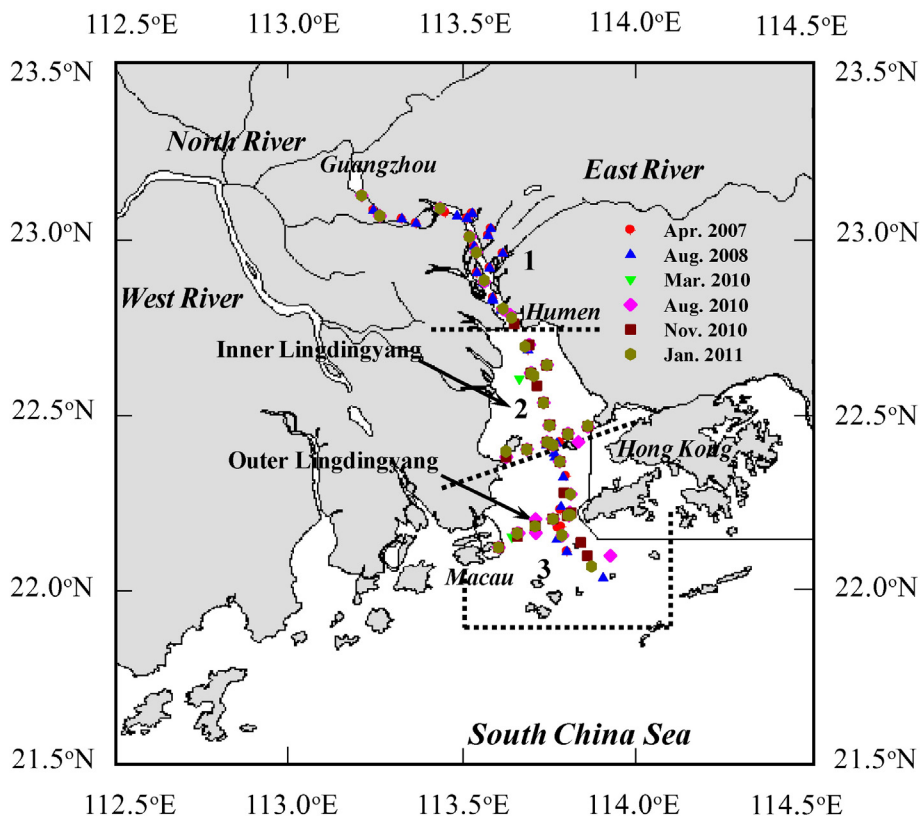 112.5°E 113.0°E 113.5°E 114.0°E 114.5°E
23.5°N 23.5°N
North River
Guangzhou
East River
Apr. 2007
23.0°N 23.0°N
Aug. 2008
1
Mar. 2010
West River
Aug. 2010
Humen
Nov. 2010
Inner Lingdingyang
Jan. 2011
22.5°N 22.5°N
2
Hong Kong
Outer Lingdingyang
Macau
3
22.0°N 22.0°N
South China Sea
21.5°N 21.5°N
112.5°E 113.0°E 113.5°E 114.0°E 114.5°E